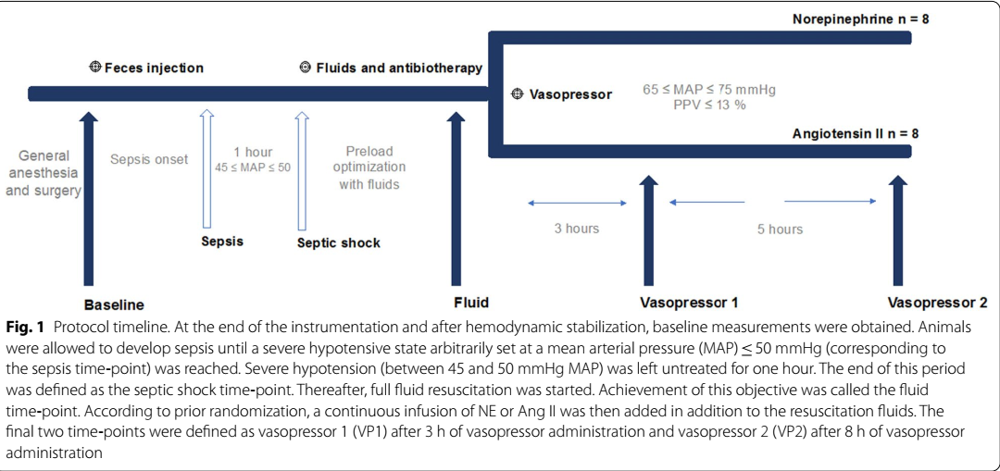 Norepinephrine n = 8
Feces injection
Fluids and antibiotherapy
Vasopressor
65 ≤ MAP ≤ 75 mmHg
PPV ≤ 13 %
General
anesthesia
and surgery
Sepsis onset
1 hour
45 ≤ MAP ≤ 50
Preload
optimization
with fluids
Angiotensin II n = 8
3 hours
5 hours
Sepsis
Septic shock
Baseline
Fluid
Vasopressor 1
Vasopressor 2
Fig. 1 Protocol timeline. At the end of the instrumentation and after hemodynamic stabilization, baseline measurements were obtained. Animals
were allowed to develop sepsis until a severe hypotensive state arbitrarily set at a mean arterial pressure (MAP) ≤ 50 mmHg (corresponding to
the sepsis time-point) was reached. Severe hypotension (between 45 and 50 mmHg MAP) was left untreated for one hour. The end of this period
was defined as the septic shock time-point. Thereafter, full fluid resuscitation was started. Achievement of this objective was called the fluid
time-point. According to prior randomization, a continuous infusion of NE or Ang II was then added in addition to the resuscitation fluids. The
final two time-points were defined as vasopressor 1 (VP1) after 3 h of vasopressor administration and vasopressor 2 (VP2) after 8 h of vasopressor
administration